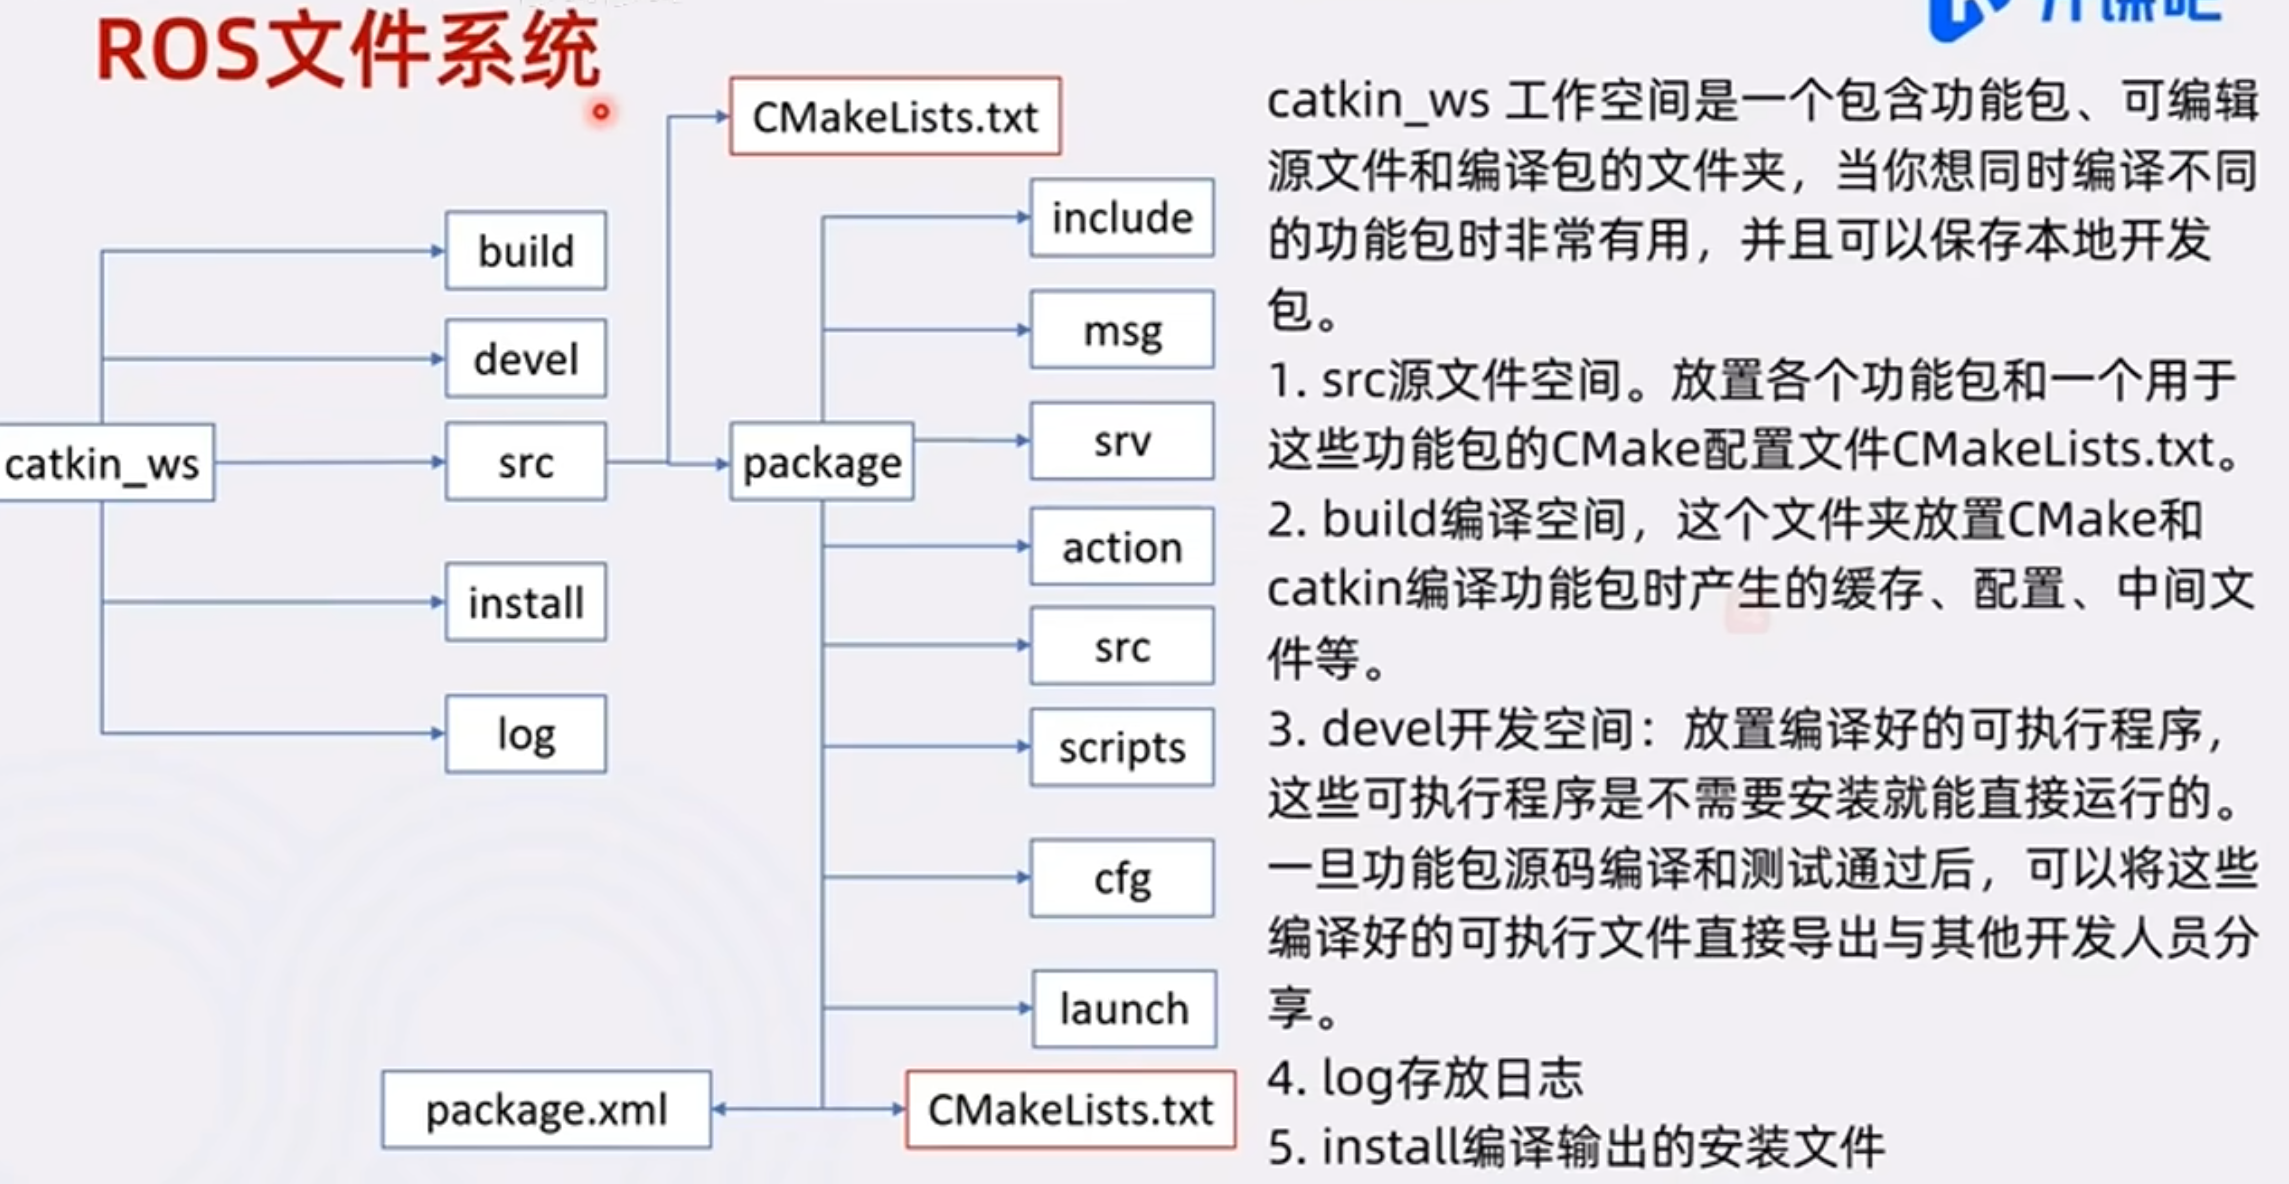 ROS文件系统
CMakeLists.txt
include
build
msg
devel
srv
catkin_ws
src
package
action
install
src
log
scripts
cfg
launch
package.xml
CMakeLists.txt
catkin_ws 工作空间是一个包含功能包、可编辑
源文件和编译包的文件夹，当你想同时编译不同
的功能包时非常有用，并且可以保存本地开发
包。
1. src源文件空间。放置各个功能包和一个用于
这些功能包的CMake配置文件CMakeLists.txt。
2. build编译空间，这个文件夹放置CMake和
catkin编译功能包时产生的缓存、配置、中间文
件等。
3. devel开发空间：放置编译好的可执行程序，
这些可执行程序是不需要安装就能直接运行的。
一旦功能包源码编译和测试通过后，可以将这些
编译好的可执行文件直接导出与其他开发人员分
享。
4. log存放日志
5. install编译输出的安装文件